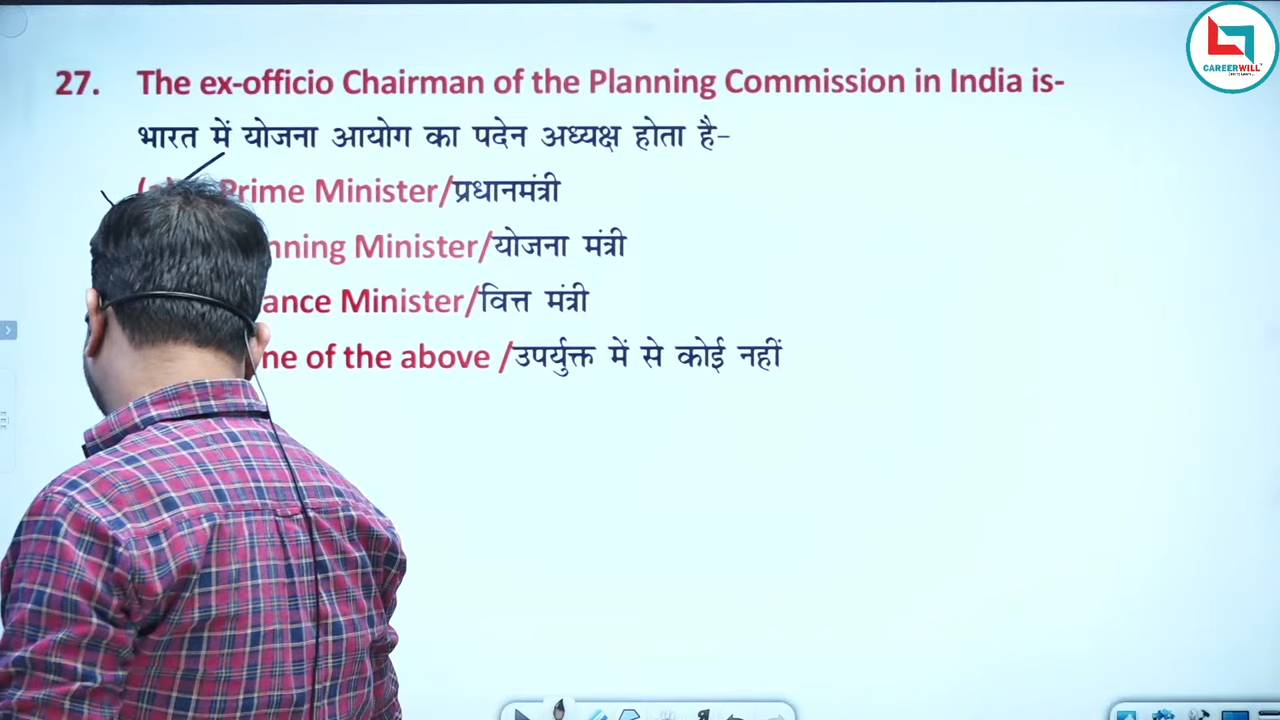 CAREERWILL
27. The ex-officio Chairman of the Planning Commission in India is-
भारत में योजना आयोग का पदेन अध्यक्ष होता है-
Prime Minister/प्रधानमंत्री
nning Minister/योजना मंत्री
ance Minister/वित्त मंत्री
ne of the above /उपर्युक्त में से कोई नहीं